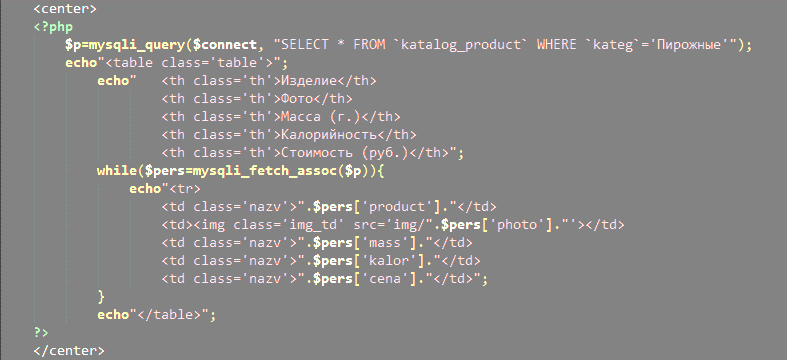 <center>
<?php
$p=mysqli_query($connect, "SELECT * FROM `katalog_product` WHERE `kateg`='Пирожные'");
echo"<table class='table'>";
echo" <th class='th'>Изделие</th>
<th class='th'>Фото</th>
<th class='th'>Масса (г.)</th>
<th class='th'>Калорийность</th>
<th class='th'>Стоимость (руб.)</th>";
while($pers=mysqli_fetch_assoc($p)){
echo"<tr>
<td class='nazv'>".$pers['product']."</td>
<td><img class='img_td' src='img/".$pers['photo']."'></td>
<td class='nazv'>".$pers['mass']."</td>
<td class='nazv'>".$pers['kalor']."</td>
<td class='nazv'>".$pers['cena']."</td>";
}
echo"</table>";
?>
</center>